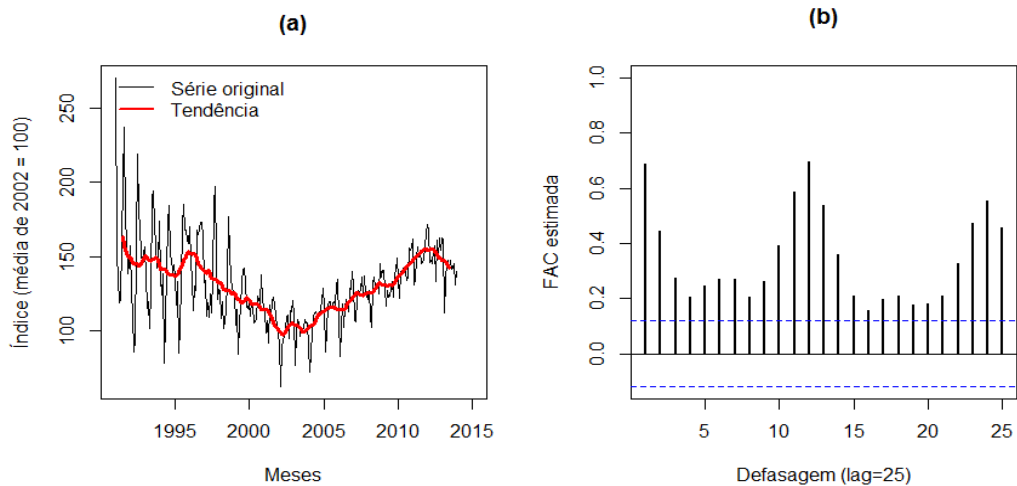 (a)
Série original
Tendência
Índice (média de 2002 = 100)
250
200
150
100
1995
2000
2005
2010
2015
Meses
(b)
FAC estimada
1.0
0.8
0.6
0.4
0.2
0.0
5
10
15
20
25
Defasagem (lag=25)